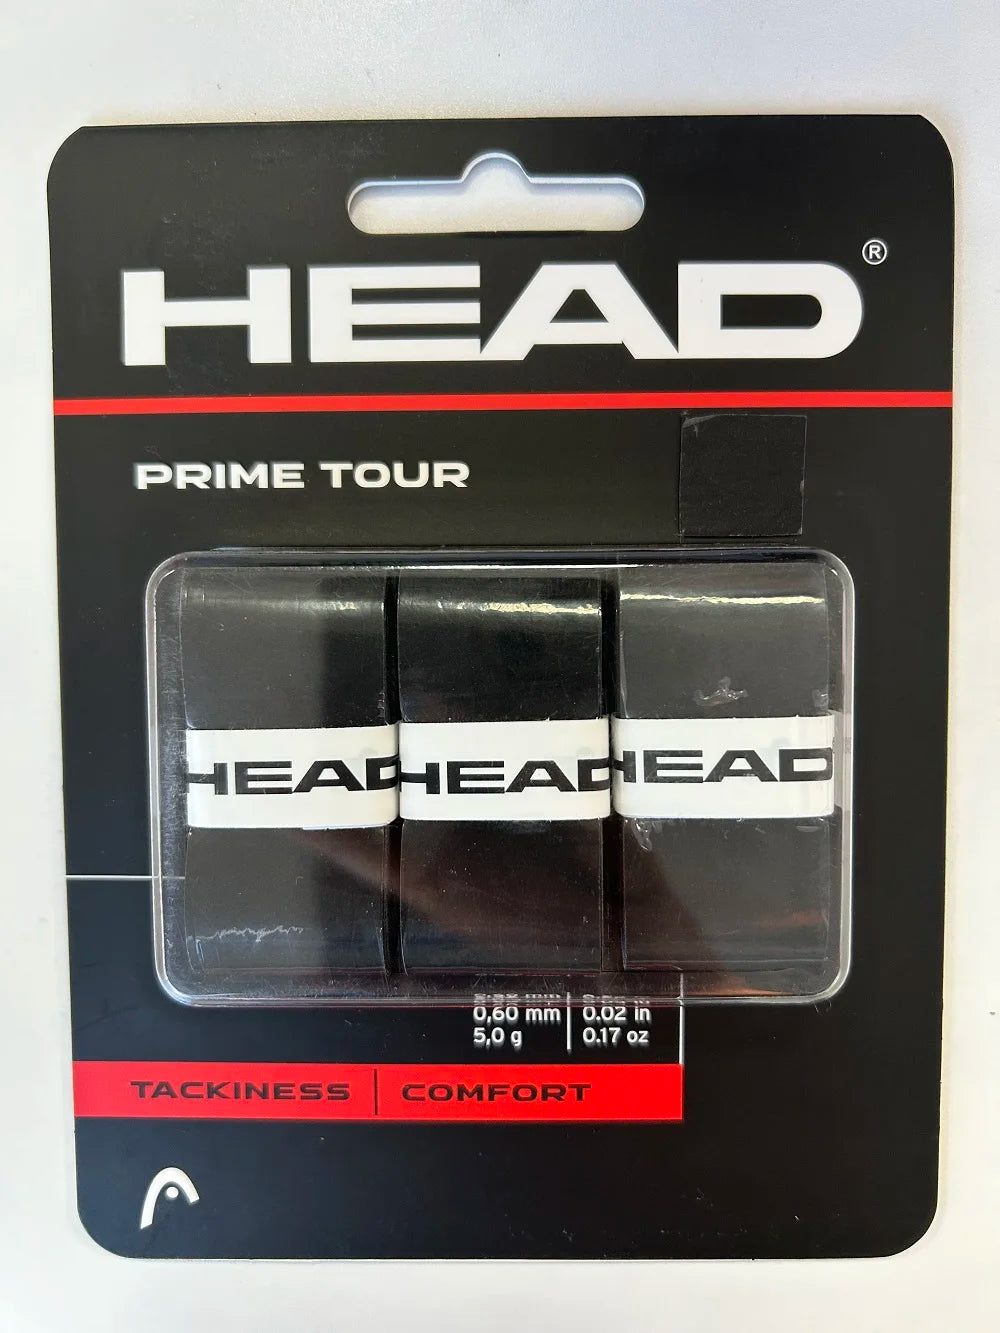 HEAD®
PRIME TOUR
HEAD HEAD HEAD
0,60 mm | 0.02 in
5,0 g | 0.17 oz
TACKINESS | COMFORT